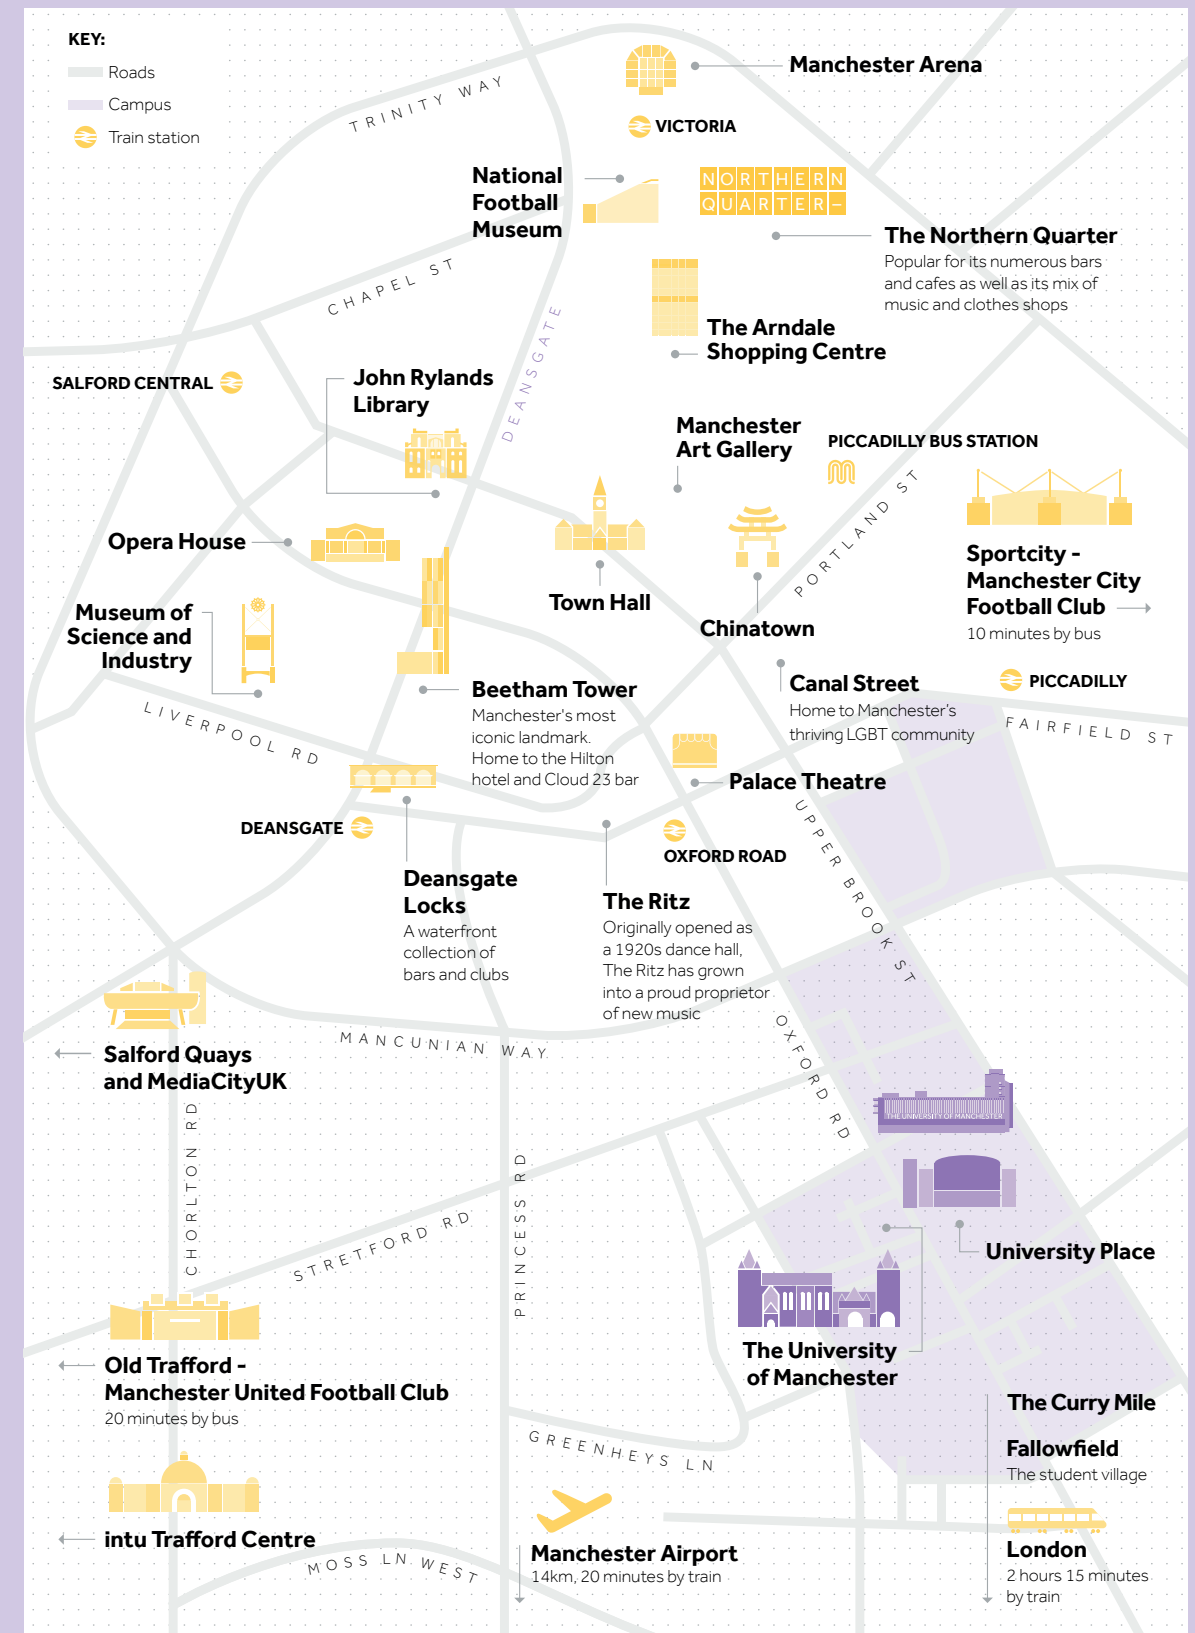 KEY:
Roads
Campus
Train station
TRINITY WAY
Manchester Arena
VICTORIA
National
Football
Museum
NORTHERN
QUARTER–
The Northern Quarter
Popular for its numerous bars
and cafes as well as its mix of
music and clothes shops
CHAPEL ST
DEANSGATE
The Arndale
Shopping Centre
SALFORD CENTRAL
John Rylands
Library
Manchester
Art Gallery
PICCADILLY BUS STATION
PORTLAND ST
Opera House
Sportcity -
Manchester City
Football Club
10 minutes by bus
Town Hall
Chinatown
Museum of
Science and
Industry
Beetham Tower
Manchester's most
iconic landmark.
Home to the Hilton
hotel and Cloud 23 bar
Canal Street
Home to Manchester's
thriving LGBT community
PICCADILLY
FAIRFIELD ST
LIVERPOOL RD
Palace Theatre
UPPER BROOK ST
DEANSGATE
OXFORD ROAD
Deansgate
Locks
A waterfront
collection of
bars and clubs
The Ritz
Originally opened as
a 1920s dance hall,
The Ritz has grown
into a proud proprietor
of new music
OXFORD RD
MANCUNIAN WAY
Salford Quays
and MediaCityUK
THE UNIVERSITY OF MANCHESTER
CHORLTON RD
STRETFORD RD
PRINCESS RD
University Place
The University
of Manchester
Old Trafford -
Manchester United Football Club
20 minutes by bus
The Curry Mile
Fallowfield
The student village
GREENHEYS LN
intu Trafford Centre
MOSS LN WEST
Manchester Airport
14km, 20 minutes by train
London
2 hours 15 minutes
by train